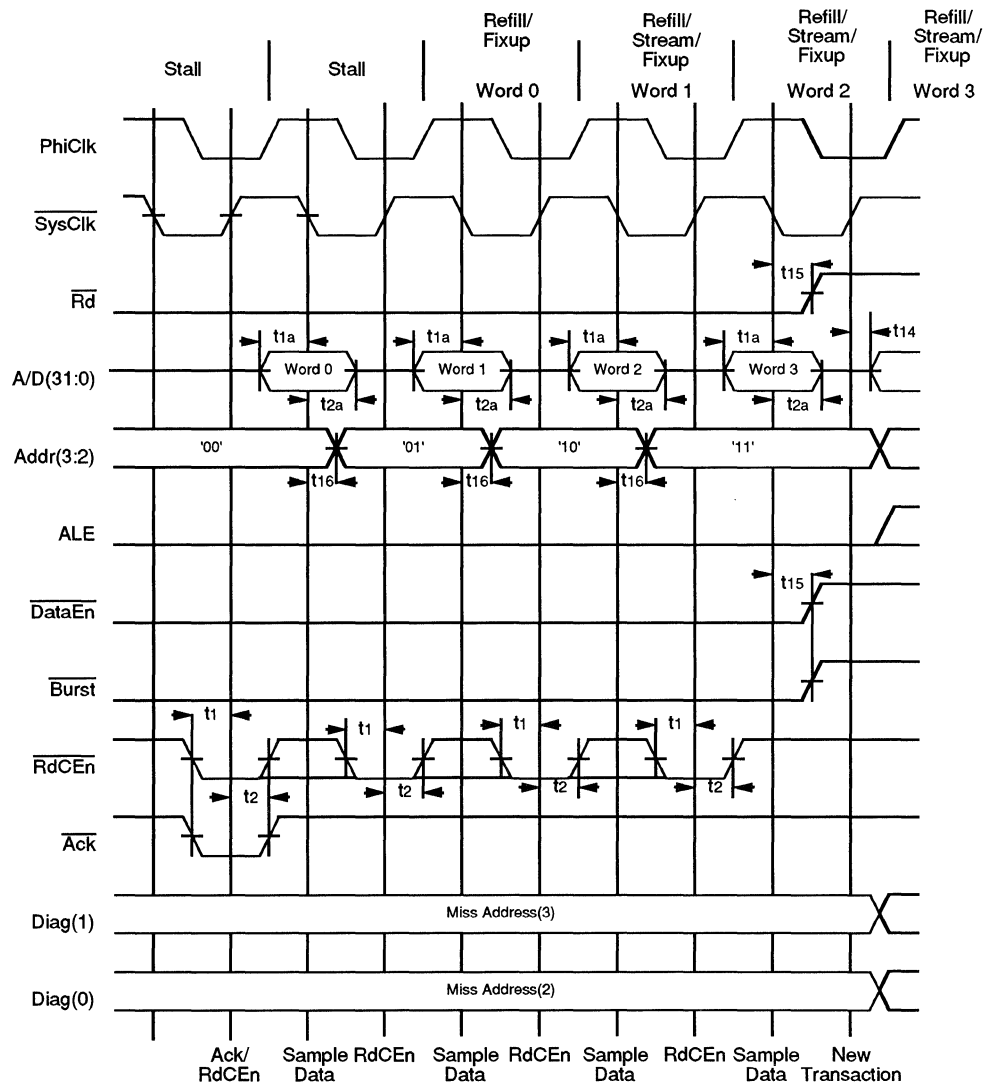 Refill/
Fixup
Refill/
Stream/
Fixup
Refill/
Stream/
Fixup
Refill/
Stream/
Fixup
Stall
Stall
Word 0
Word 1
Word 2
Word 3
PhiClk
SysClk
Rd
t15
A/D(31:0)
t1a
t1a
t1a
t1a
t14
Word 0
Word 1
Word 2
Word 3
t2a
t2a
t2a
t2a
Addr(3:2)
'00'
'01'
'10'
'11'
t16
t16
t16
ALE
DataEn
t15
Burst
RdCEn
t1
t1
t1
t1
t2
t2
t2
t2
Ack
Diag(1)
Miss Address(3)
Diag(0)
Miss Address(2)
Ack/
RdCEn
Sample
Data
RdCEn
Sample
Data
RdCEn
Sample
Data
RdCEn
Sample
Data
New
Transaction